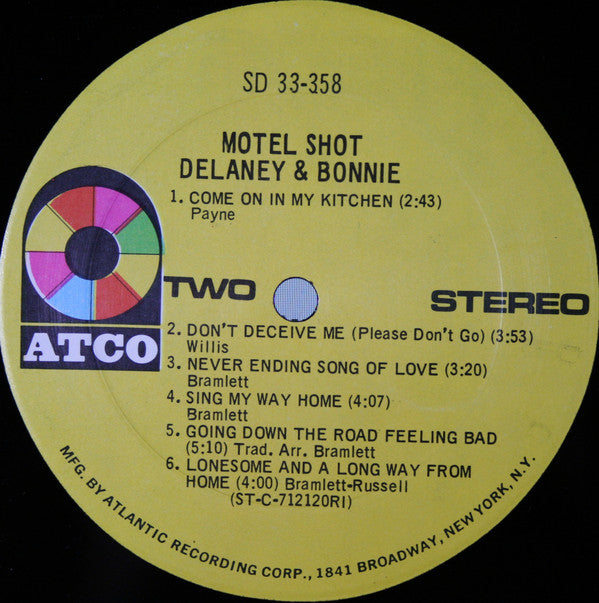 SD 33-358
MOTEL SHOT
DELANEY & BONNIE
1. COME ON IN MY KITCHEN (2:43)
Payne
TWO
STEREO
ATCO
2. DON'T DECEIVE ME (Please Don't Go) (3:53)
Willis
3. NEVER ENDING SONG OF LOVE (3:20)
Bramlett
4. SING MY WAY HOME (4:07)
Bramlett
5. GOING DOWN THE ROAD FEELING BAD
(5:10) Trad. Arr. Bramlett
6. LONESOME AND A LONG WAY FROM
HOME (4:00) Bramlett-Russell
(ST-C-712120RI)
MFG. BY ATLANTIC RECORDING CORP., 1841 BROADWAY, NEW YORK, N.Y.